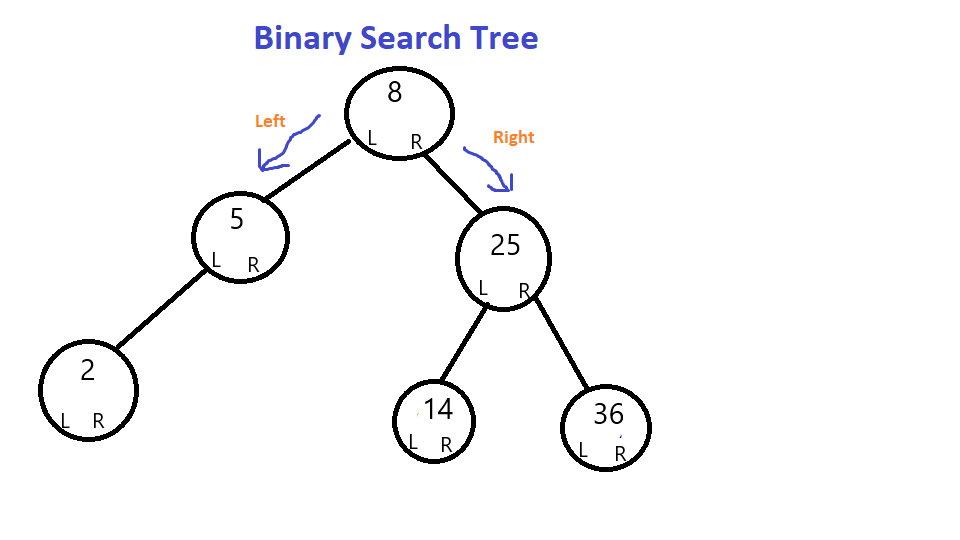 Binary Search Tree
8
Left
L R
Right
5
25
L R
L R
2
14
36
L R
L R
L R